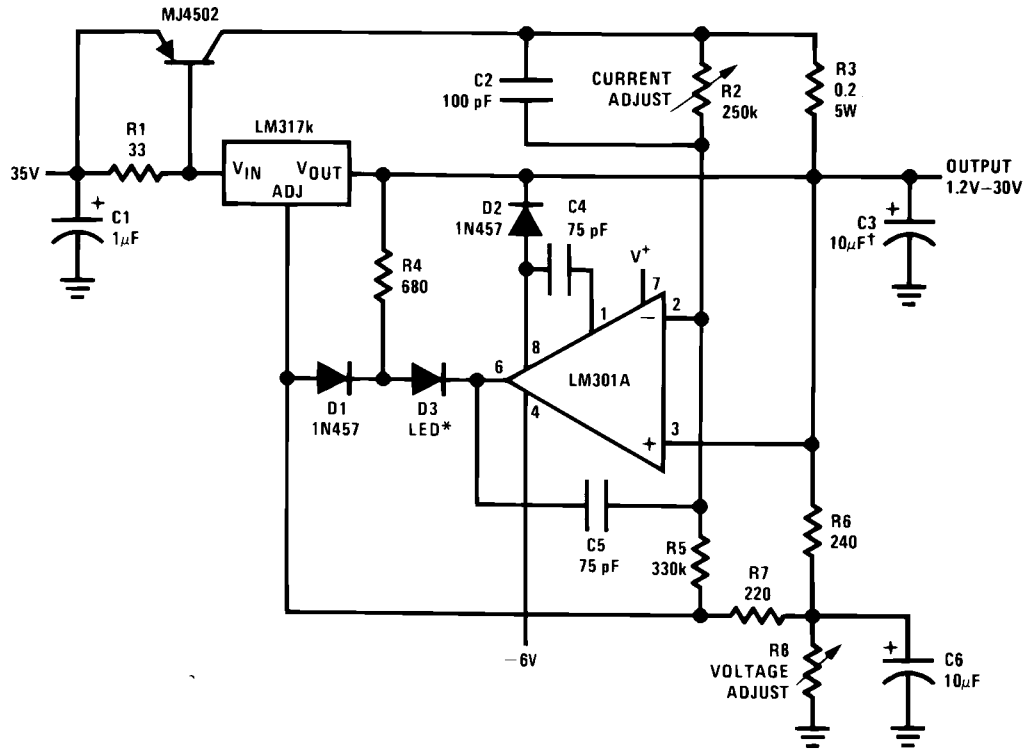 MJ4502
R1
33
LM317k
VIN
VOUT
ADJ
35V
C1
+
1µF
C2
100 pF
CURRENT
ADJUST
R2
250k
R3
0.2
5W
OUTPUT
1.2V–30V
+
C3
10µF†
D2
1N457
C4
75 pF
R4
680
V+
7
1
2
−
8
6
LM301A
4
3
+
D1
1N457
D3
LED*
C5
75 pF
R5
330k
R6
240
R7
220
R8
VOLTAGE
ADJUST
+
C6
10µF
−6V